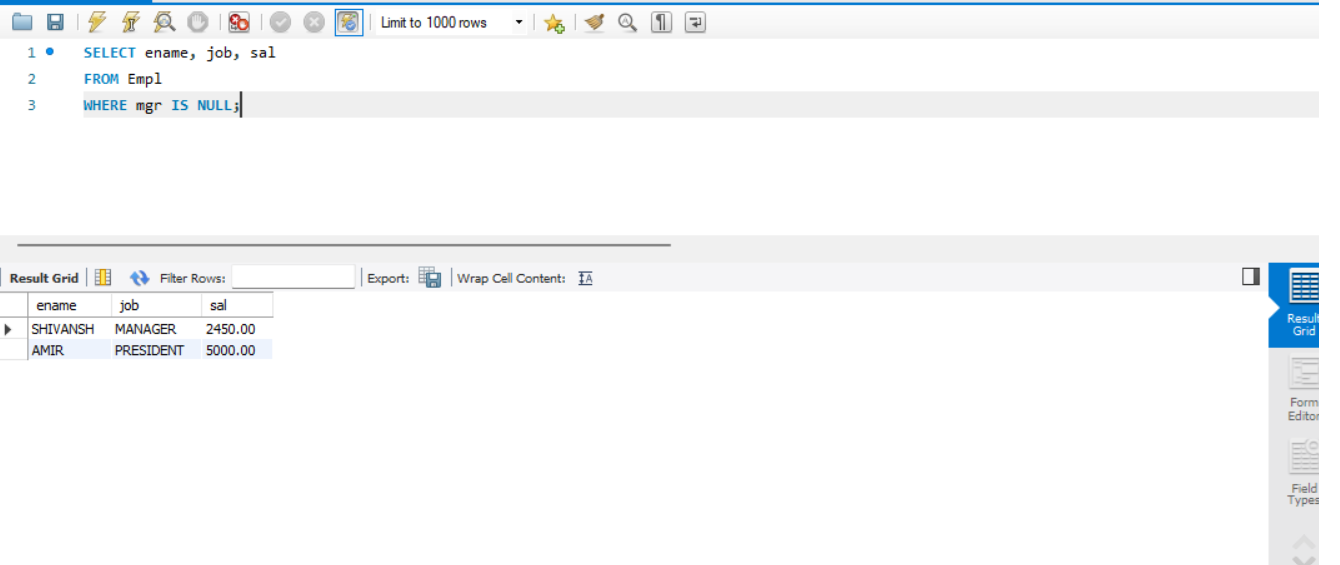 Limit to 1000 rows
1 SELECT ename, job, sal
2 FROM Empl
3 WHERE mgr IS NULL;
Result Grid Filter Rows: Export: Wrap Cell Content: IA
ename job sal
SHIVANSH MANAGER 2450.00
AMIR PRESIDENT 5000.00
Result
Grid
Form
Editor
Field
Types